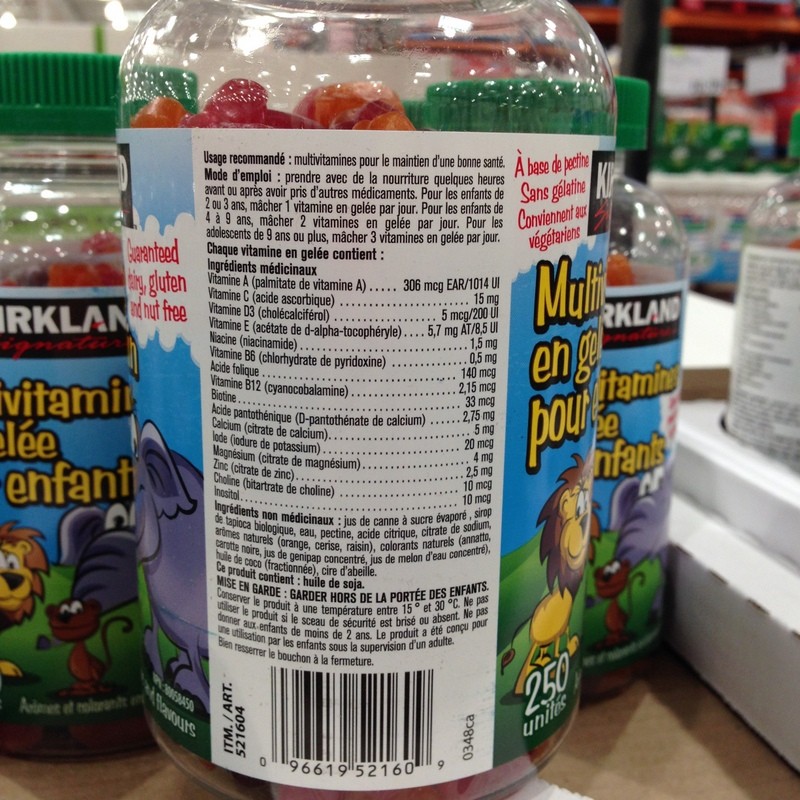 Usage recommandé : multivitamines pour le maintien d'une bonne santé.
Mode d'emploi : prendre avec de la nourriture quelques heures
avant ou après avoir pris d'autres médicaments. Pour les enfants de
2 ou 3 ans, mâcher 1 vitamine en gelée par jour. Pour les enfants de
4 à 9 ans, mâcher 2 vitamines en gelée par jour. Pour les
adolescents de 9 ans ou plus, mâcher 3 vitamines en gelée par jour.
Chaque vitamine en gelée contient :
Ingrédients médicinaux
Vitamine A (palmitate de vitamine A) ..... 306 mcg EAR/1014 UI
Vitamine C (acide ascorbique) ..... 15 mg
Vitamine D3 (cholécalciférol) ..... 5 mcg/200 UI
Vitamine E (acétate de d-alpha-tocophéryle) .... 5,7 mg AT/8,5 UI
Niacine (niacinamide) ..... 1,5 mg
Vitamine B6 (chlorhydrate de pyridoxine) ..... 0,5 mg
Acide folique ..... 140 mcg
Vitamine B12 (cyanocobalamine) ..... 2,15 mcg
Biotine ..... 33 mcg
Acide pantothénique (D-pantothénate de calcium) ..... 2,75 mg
Calcium (citrate de calcium) ..... 5 mg
Iode (iodure de potassium) ..... 20 mcg
Magnésium (citrate de magnésium) ..... 4 mg
Zinc (citrate de zinc) ..... 2,5 mg
Choline (bitartrate de choline) ..... 10 mcg
Inositol ..... 10 mcg
Ingrédients non médicinaux : jus de canne à sucre évaporé , sirop
de tapioca biologique, eau, pectine, acide citrique, citrate de sodium,
arômes naturels (orange, cerise, raisin), colorants naturels (annatto,
carotte noire, jus de genipap concentré, jus de melon d'eau concentré),
huile de coco (fractionnée), cire d'abeille.
Ce produit contient : huile de soja.
MISE EN GARDE : GARDER HORS DE LA PORTÉE DES ENFANTS.
Conserver le produit à une température entre 15 ° et 30 °C. Ne pas
utiliser le produit si le sceau de sécurité est brisé ou absent. Ne pas
donner aux enfants de moins de 2 ans. Le produit a été conçu pour
une utilisation par les enfants sous la supervision d'un adulte.
Bien resserrer le bouchon à la fermeture.
ITM. / ART.
521604
0 96619 52160 9
0348ca
À base de pectine
Sans gélatine
Conviennent aux
végétariens
Multi
en gel
pour
250
unités
Guaranteed
dairy, gluten
and nut free
flavours
80058450
IRKLAN
ignatur
ivitami
elée
enfant
Arômes et colorants
RKLAND
itamine
ée
nfants